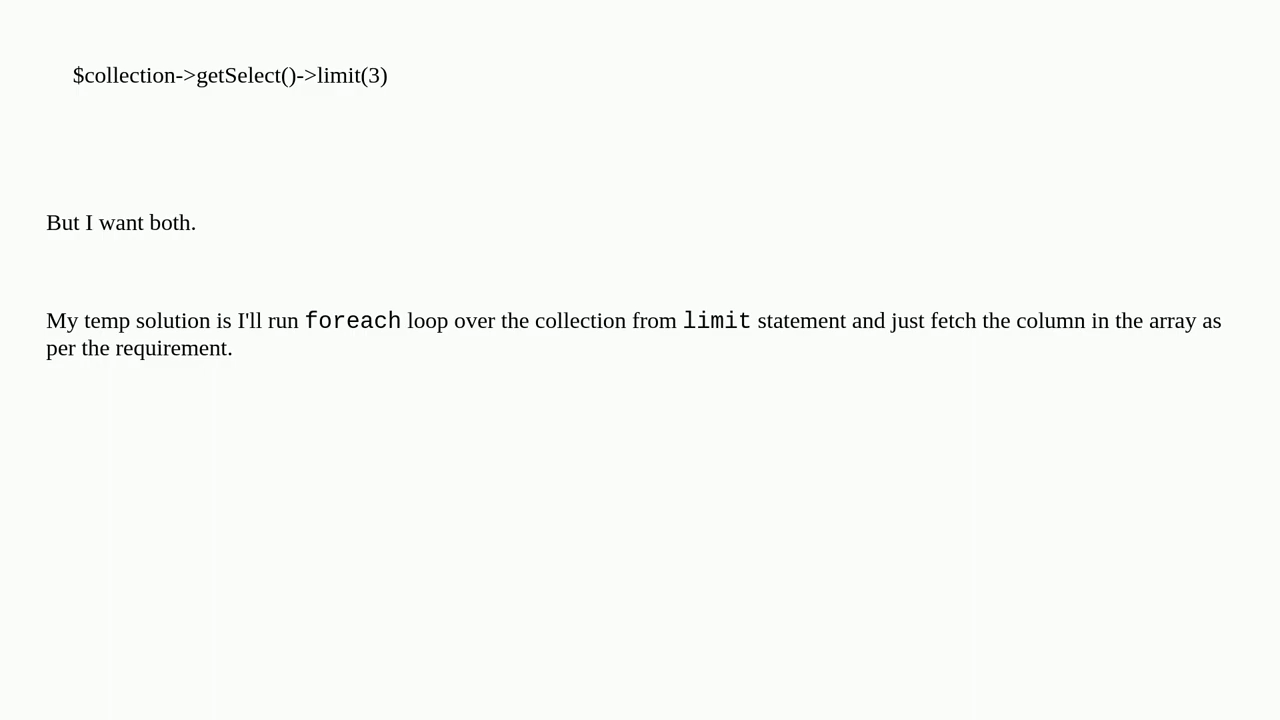 $collection->getSelect()->limit(3)
But I want both.
My temp solution is I'll run foreach loop over the collection from limit statement and just fetch the column in the array as
per the requirement.